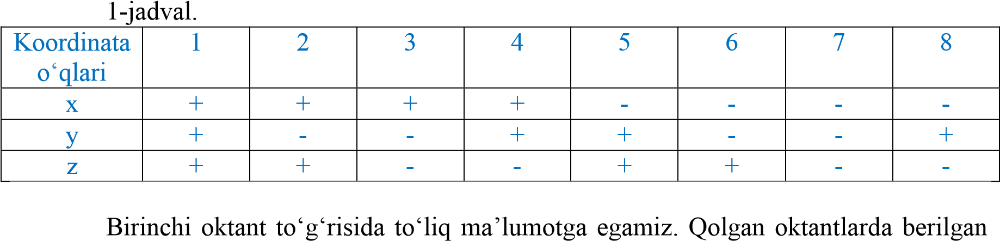 1-jadval.
Koordinata o‘qlari 1 2 3 4 5 6 7 8
x + + + + - - - -
y + - - + + - - +
z + + - - + + - -
Birinchi oktant to‘g‘risida to‘liq ma’lumotga egamiz. Qolgan oktantlarda berilgan